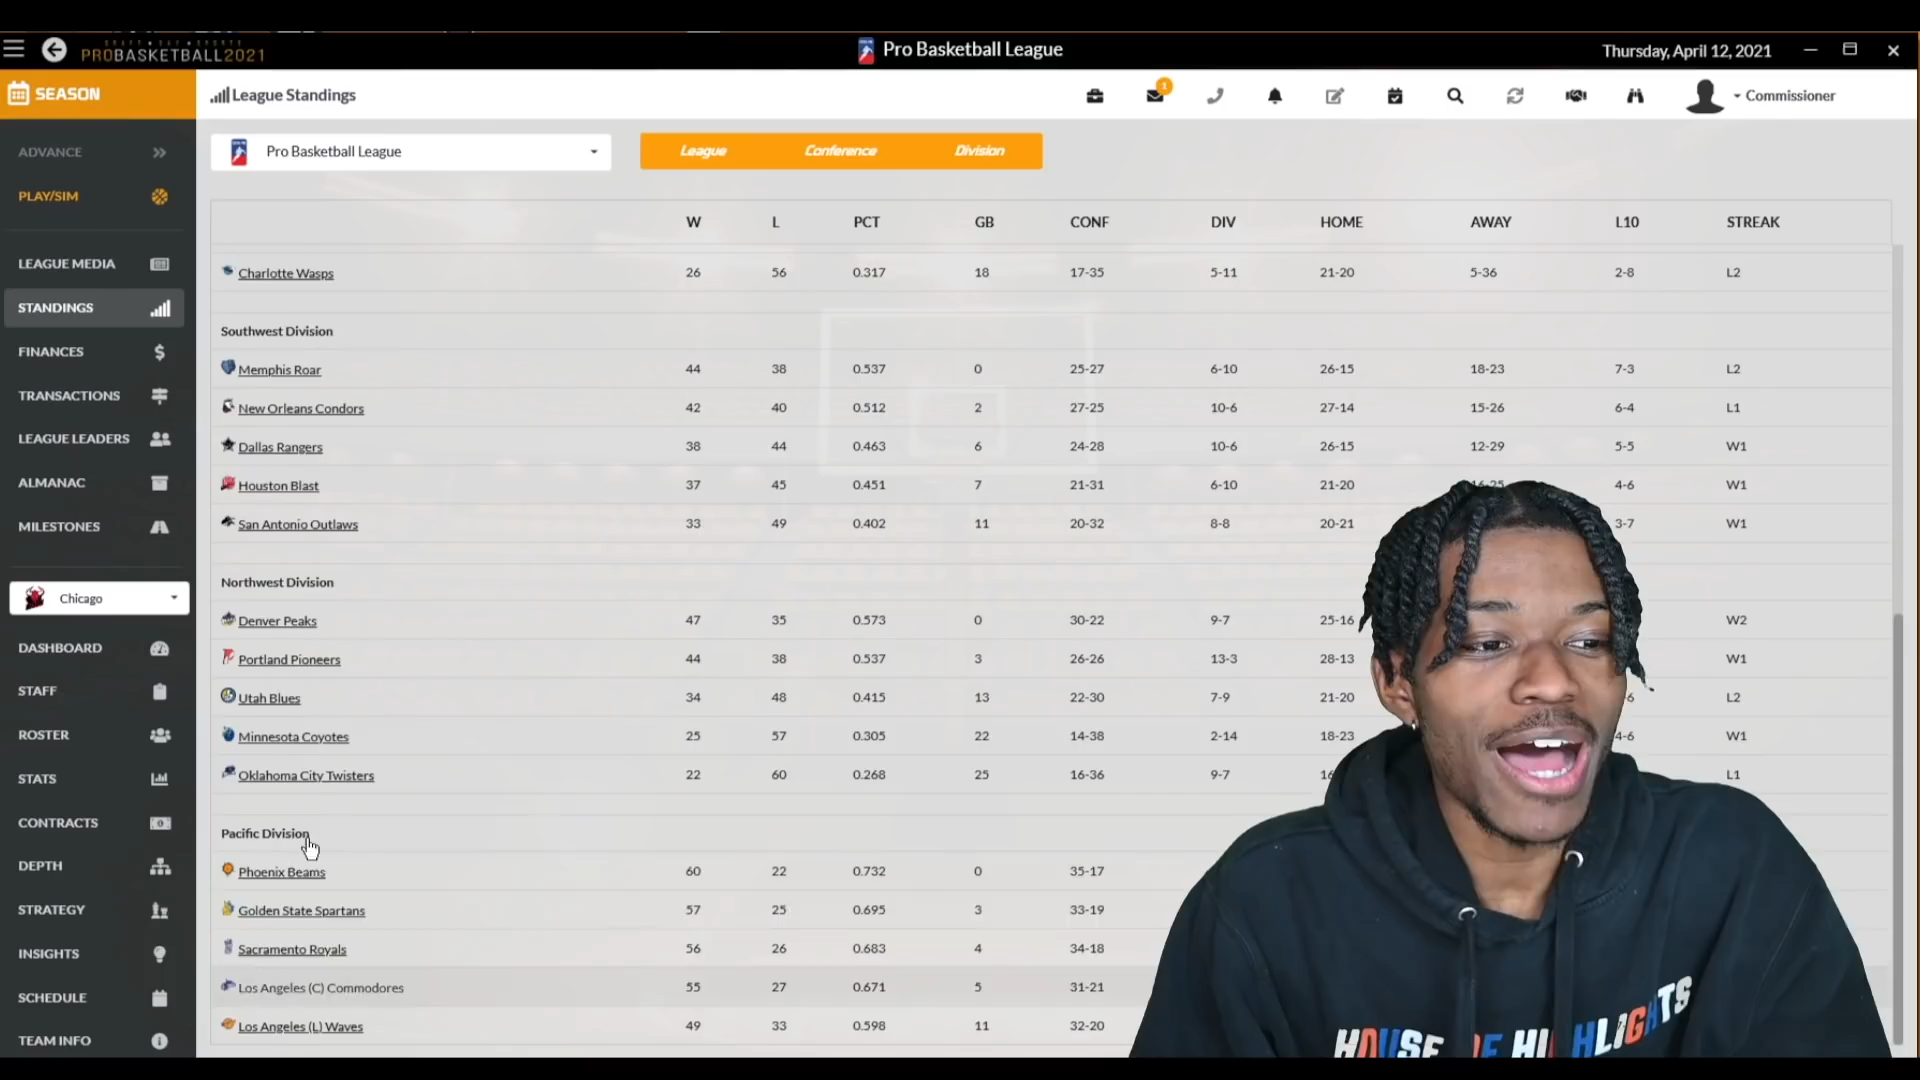 DRAFT DAY SPORTS
PROBASKETBALL2021
Pro Basketball League
Thursday, April 12, 2021
SEASON
League Standings
1
Commissioner
ADVANCE
Pro Basketball League
League Conference Division
PLAY/SIM
W L PCT GB CONF DIV HOME AWAY L10 STREAK
LEAGUE MEDIA
Charlotte Wasps 26 56 0.317 18 17-35 5-11 21-20 5-36 2-8 L2
STANDINGS
Southwest Division
FINANCES
Memphis Roar 44 38 0.537 0 25-27 6-10 26-15 18-23 7-3 L2
TRANSACTIONS
New Orleans Condors 42 40 0.512 2 27-25 10-6 27-14 15-26 6-4 L1
LEAGUE LEADERS
Dallas Rangers 38 44 0.463 6 24-28 10-6 26-15 12-29 5-5 W1
ALMANAC
Houston Blast 37 45 0.451 7 21-31 6-10 21-20 16-25 4-6 W1
MILESTONES
San Antonio Outlaws 33 49 0.402 11 20-32 8-8 20-21 3-7 W1
Northwest Division
Chicago
Denver Peaks 47 35 0.573 0 30-22 9-7 25-16 W2
DASHBOARD
Portland Pioneers 44 38 0.537 3 26-26 13-3 28-13 W1
STAFF
Utah Blues 34 48 0.415 13 22-30 7-9 21-20 L2
ROSTER
Minnesota Coyotes 25 57 0.305 22 14-38 2-14 18-23 4-6 W1
STATS
Oklahoma City Twisters 22 60 0.268 25 16-36 9-7 L1
CONTRACTS
Pacific Division
DEPTH
Phoenix Beams 60 22 0.732 0 35-17
STRATEGY
Golden State Spartans 57 25 0.695 3 33-19
INSIGHTS
Sacramento Royals 56 26 0.683 4 34-18
SCHEDULE
Los Angeles (C) Commodores 55 27 0.671 5 31-21
TEAM INFO
Los Angeles (L) Waves 49 33 0.598 11 32-20
HOUSE OF HIGHLIGHTS